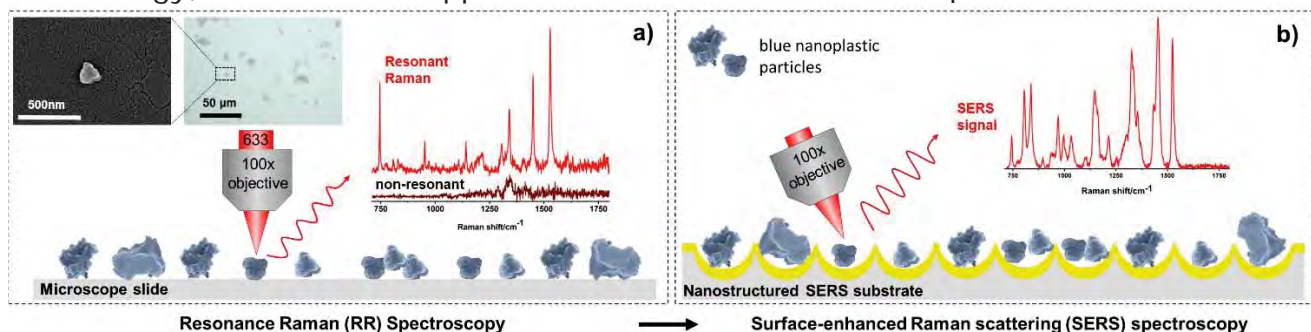 a)
500nm
50 µm
633
100x
objective
Resonant
Raman
non-resonant
750 1000 1250 1500 1750
Raman shift/cm⁻¹
Microscope slide
b)
blue nanoplastic
particles
100x
objective
SERS
signal
750 1000 1250 1500 1750
Raman shift/cm⁻¹
Nanostructured SERS substrate
Resonance Raman (RR) Spectroscopy
Surface-enhanced Raman scattering (SERS) spectroscopy